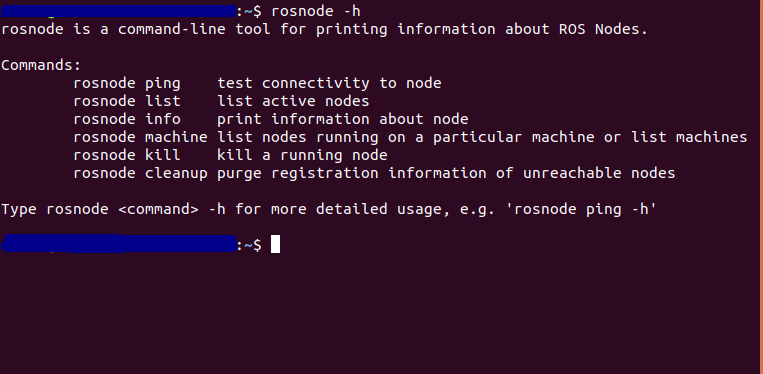 :~$ rosnode -h
rosnode is a command-line tool for printing information about ROS Nodes.
Commands:
rosnode ping test connectivity to node
rosnode list list active nodes
rosnode info print information about node
rosnode machine list nodes running on a particular machine or list machines
rosnode kill kill a running node
rosnode cleanup purge registration information of unreachable nodes
Type rosnode <command> -h for more detailed usage, e.g. 'rosnode ping -h'
:~$